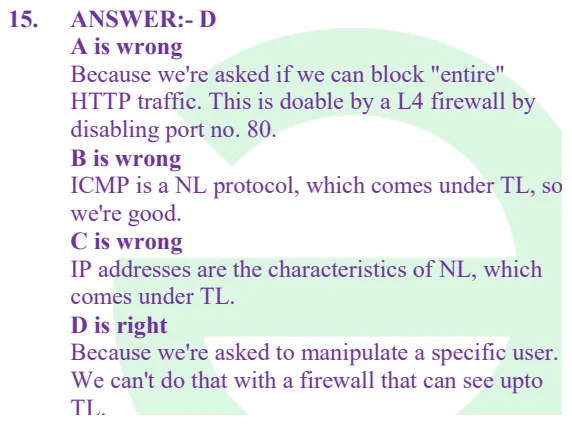 15. ANSWER:- D
A is wrong
Because we're asked if we can block "entire"
HTTP traffic. This is doable by a L4 firewall by
disabling port no. 80.
B is wrong
ICMP is a NL protocol, which comes under TL, so
we're good.
C is wrong
IP addresses are the characteristics of NL, which
comes under TL.
D is right
Because we're asked to manipulate a specific user.
We can't do that with a firewall that can see upto
TL.